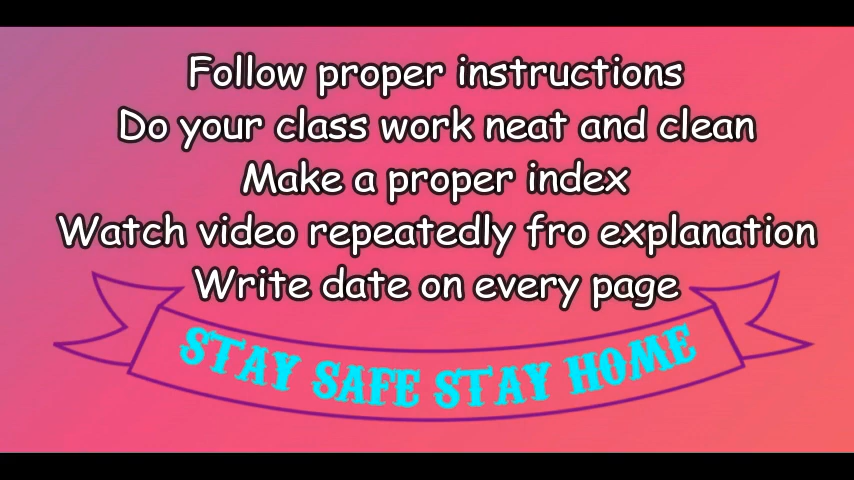 Follow proper instructions
Do your class work neat and clean
Make a proper index
Watch video repeatedly fro explanation
Write date on every page
STAY SAFE STAY HOME